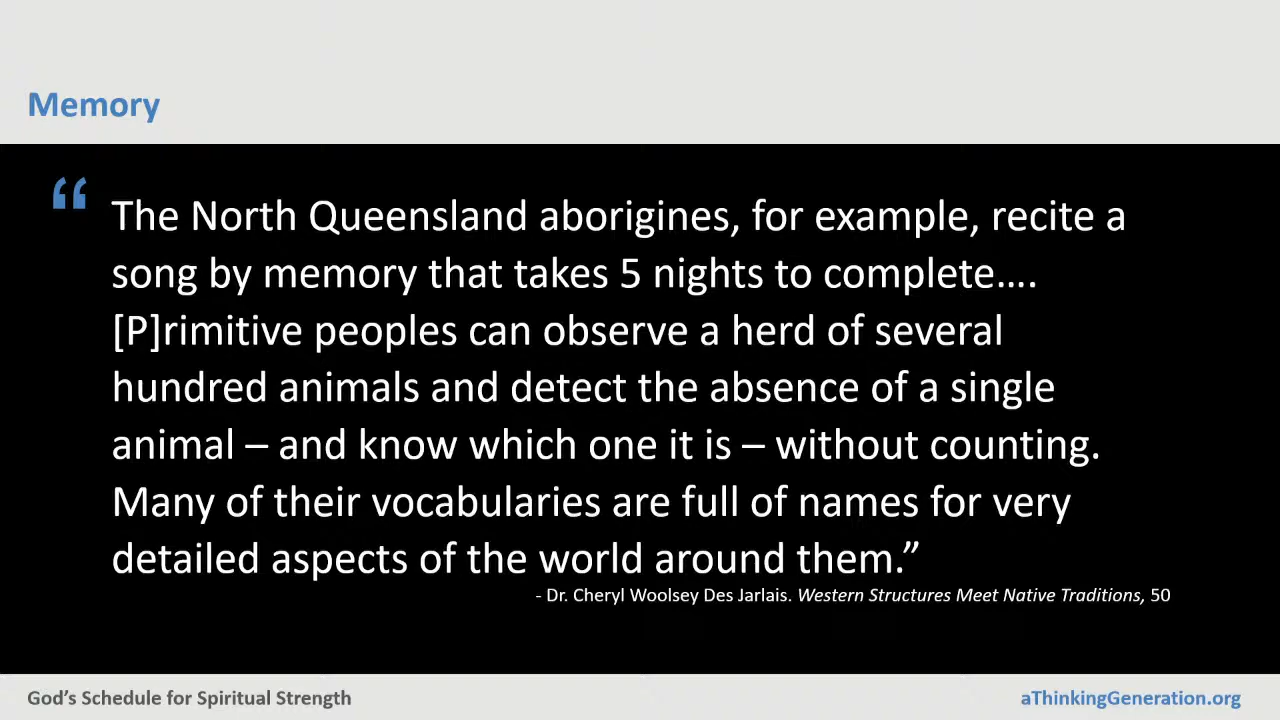 Memory
“ The North Queensland aborigines, for example, recite a
song by memory that takes 5 nights to complete….
[P]rimitive peoples can observe a herd of several
hundred animals and detect the absence of a single
animal – and know which one it is – without counting.
Many of their vocabularies are full of names for very
detailed aspects of the world around them.”
- Dr. Cheryl Woolsey Des Jarlais. Western Structures Meet Native Traditions, 50
God’s Schedule for Spiritual Strength
aThinkingGeneration.org